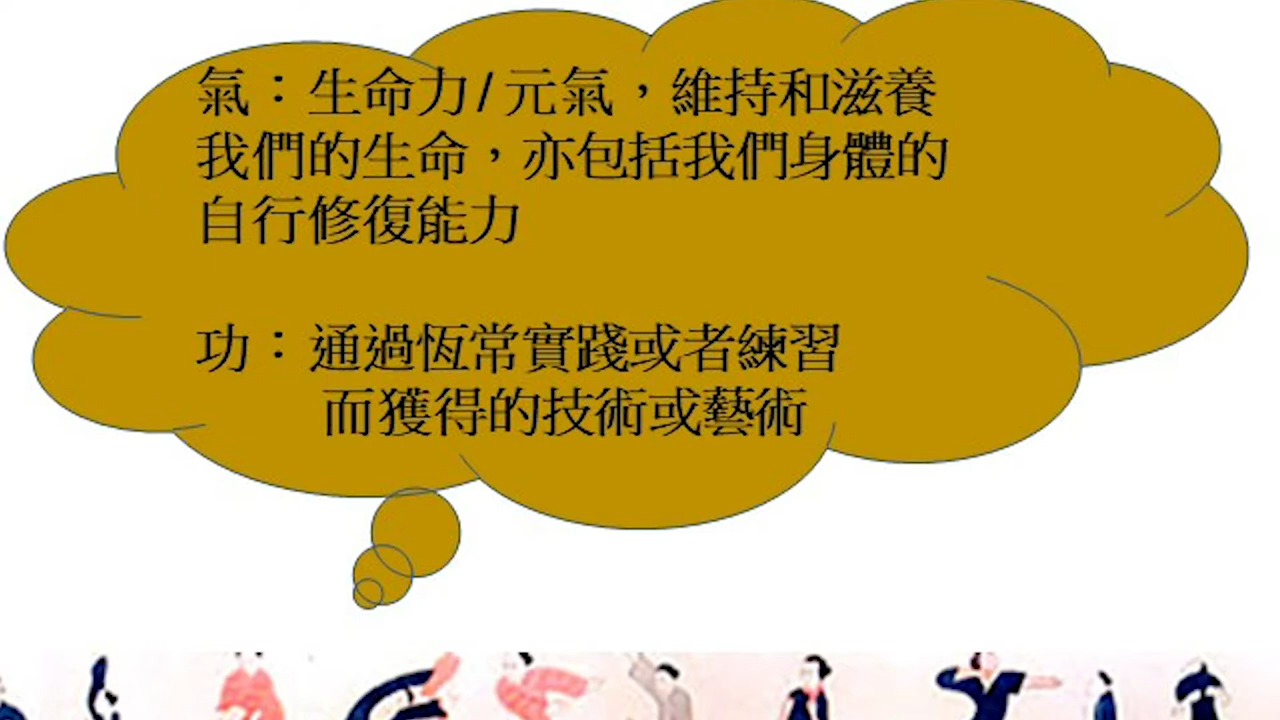 氣：生命力/元氣，維持和滋養
我們的生命，亦包括我們身體的
自行修復能力
功：通過恆常實踐或者練習
而獲得的技術或藝術